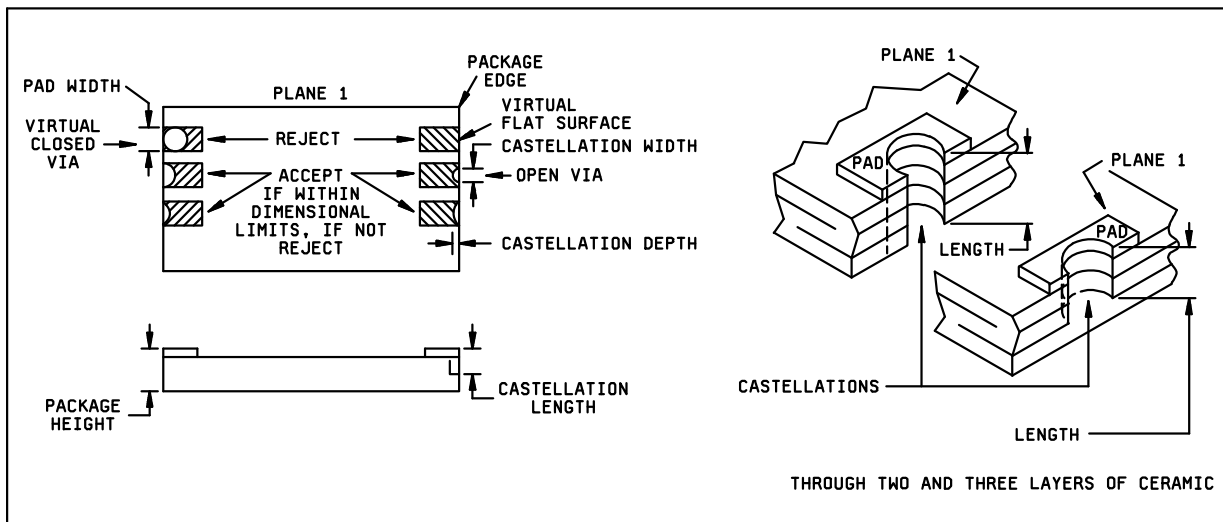 PLANE 1
PAD WIDTH
VIRTUAL
CLOSED
VIA
REJECT
ACCEPT
IF WITHIN
DIMENSIONAL
LIMITS, IF NOT
REJECT
PACKAGE
EDGE
VIRTUAL
FLAT SURFACE
CASTELLATION WIDTH
OPEN VIA
CASTELLATION DEPTH
PACKAGE
HEIGHT
CASTELLATION
LENGTH
PLANE 1
PAD
LENGTH
PLANE 1
PAD
CASTELLATIONS
LENGTH
THROUGH TWO AND THREE LAYERS OF CERAMIC